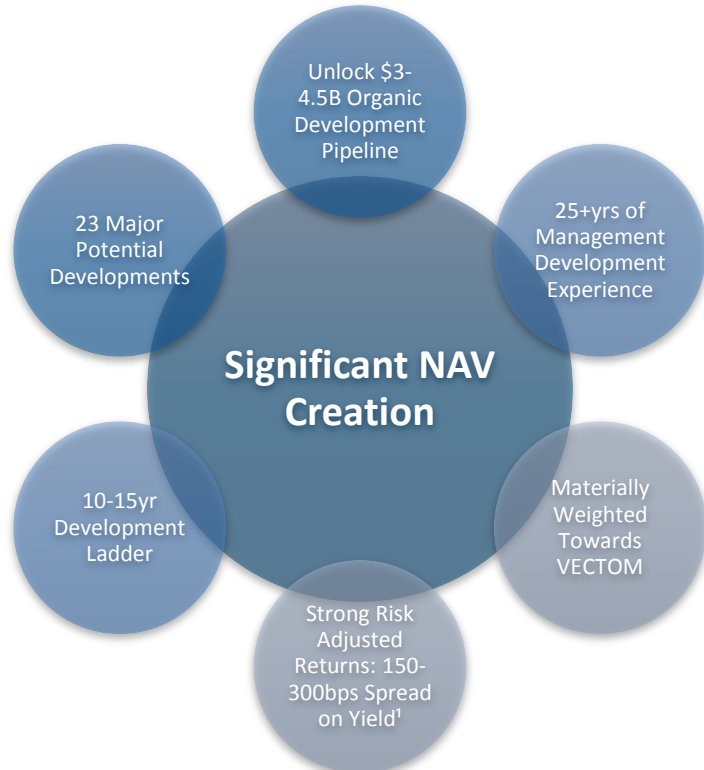 Unlock $3-
4.5B Organic
Development
Pipeline
25+yrs of
Management
Development
Experience
Materially
Weighted
Towards
VECTOM
Strong Risk
Adjusted
Returns: 150-
300bps Spread
on Yield¹
10-15yr
Development
Ladder
23 Major
Potential
Developments
Significant NAV
Creation